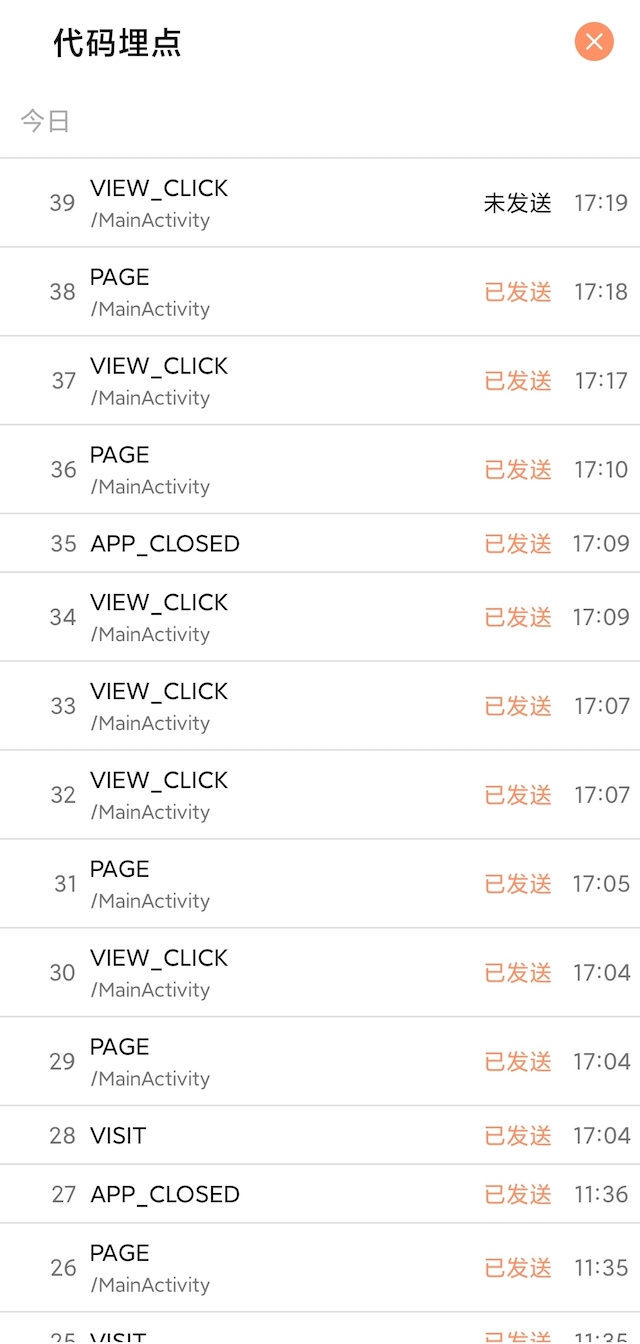 代码埋点
今日
39 VIEW_CLICK 未发送 17:19
/MainActivity
38 PAGE 已发送 17:18
/MainActivity
37 VIEW_CLICK 已发送 17:17
/MainActivity
36 PAGE 已发送 17:10
/MainActivity
35 APP_CLOSED 已发送 17:09
34 VIEW_CLICK 已发送 17:09
/MainActivity
33 VIEW_CLICK 已发送 17:07
/MainActivity
32 VIEW_CLICK 已发送 17:07
/MainActivity
31 PAGE 已发送 17:05
/MainActivity
30 VIEW_CLICK 已发送 17:04
/MainActivity
29 PAGE 已发送 17:04
/MainActivity
28 VISIT 已发送 17:04
27 APP_CLOSED 已发送 11:36
26 PAGE 已发送 11:35
/MainActivity
25 VISIT 已发送 11:35